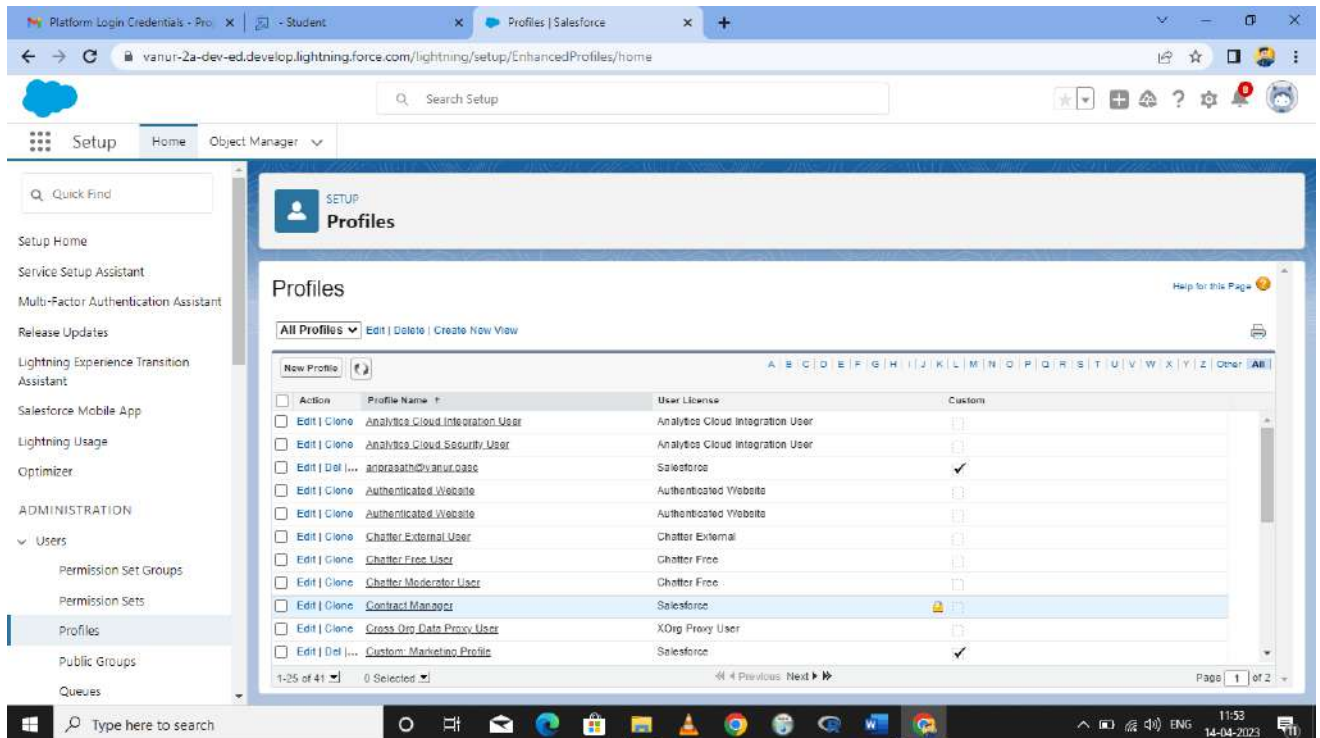 Platform Login Credentials - Pro
- Student
Profiles | Salesforce
vanur-2a-dev-ed.develop.lightning.force.com/lightning/setup/EnhancedProfiles/home
Search Setup
0
Setup
Home
Object Manager
Quick Find
Setup Home
Service Setup Assistant
Multi-Factor Authentication Assistant
Release Updates
Lightning Experience Transition
Assistant
Salesforce Mobile App
Lightning Usage
Optimizer
ADMINISTRATION
Users
Permission Set Groups
Permission Sets
Profiles
Public Groups
Queues
SETUP
Profiles
Profiles
Help for this Page
All Profiles Edit | Delete | Create New View
New Profile
A | B | C | D | E | F | G | H | I | J | K | L | M | N | O | P | Q | R | S | T | U | V | W | X | Y | Z | Other | All
Action Profile Name ↑ User License Custom
Edit | Clone Analytics Cloud Integration User Analytics Cloud Integration User
Edit | Clone Analytics Cloud Security User Analytics Cloud Integration User
Edit | Del |... anprasath@vanur.oasc Salesforce ✓
Edit | Clone Authenticated Website Authenticated Website
Edit | Clone Authenticated Website Authenticated Website
Edit | Clone Chatter External User Chatter External
Edit | Clone Chatter Free User Chatter Free
Edit | Clone Chatter Moderator User Chatter Free
Edit | Clone Contract Manager Salesforce
Edit | Clone Cross Org Data Proxy User XOrg Proxy User
Edit | Del |... Custom: Marketing Profile Salesforce ✓
1-25 of 41 0 Selected Previous Next Page 1 of 2
Type here to search
ENG
11:53
14-04-2023